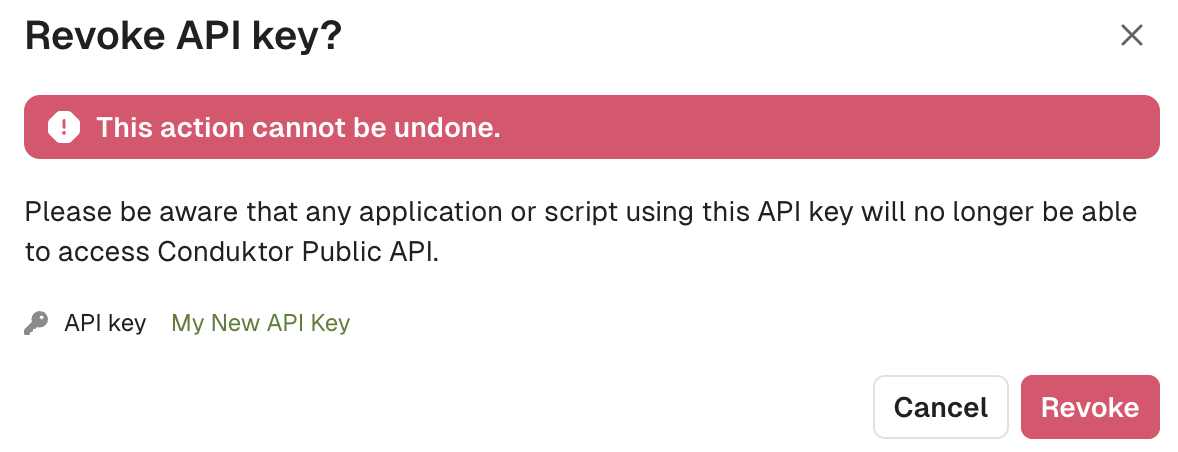 Revoke API key?
This action cannot be undone.
Please be aware that any application or script using this API key will no longer be able
to access Conduktor Public API.
API key My New API Key
Cancel Revoke